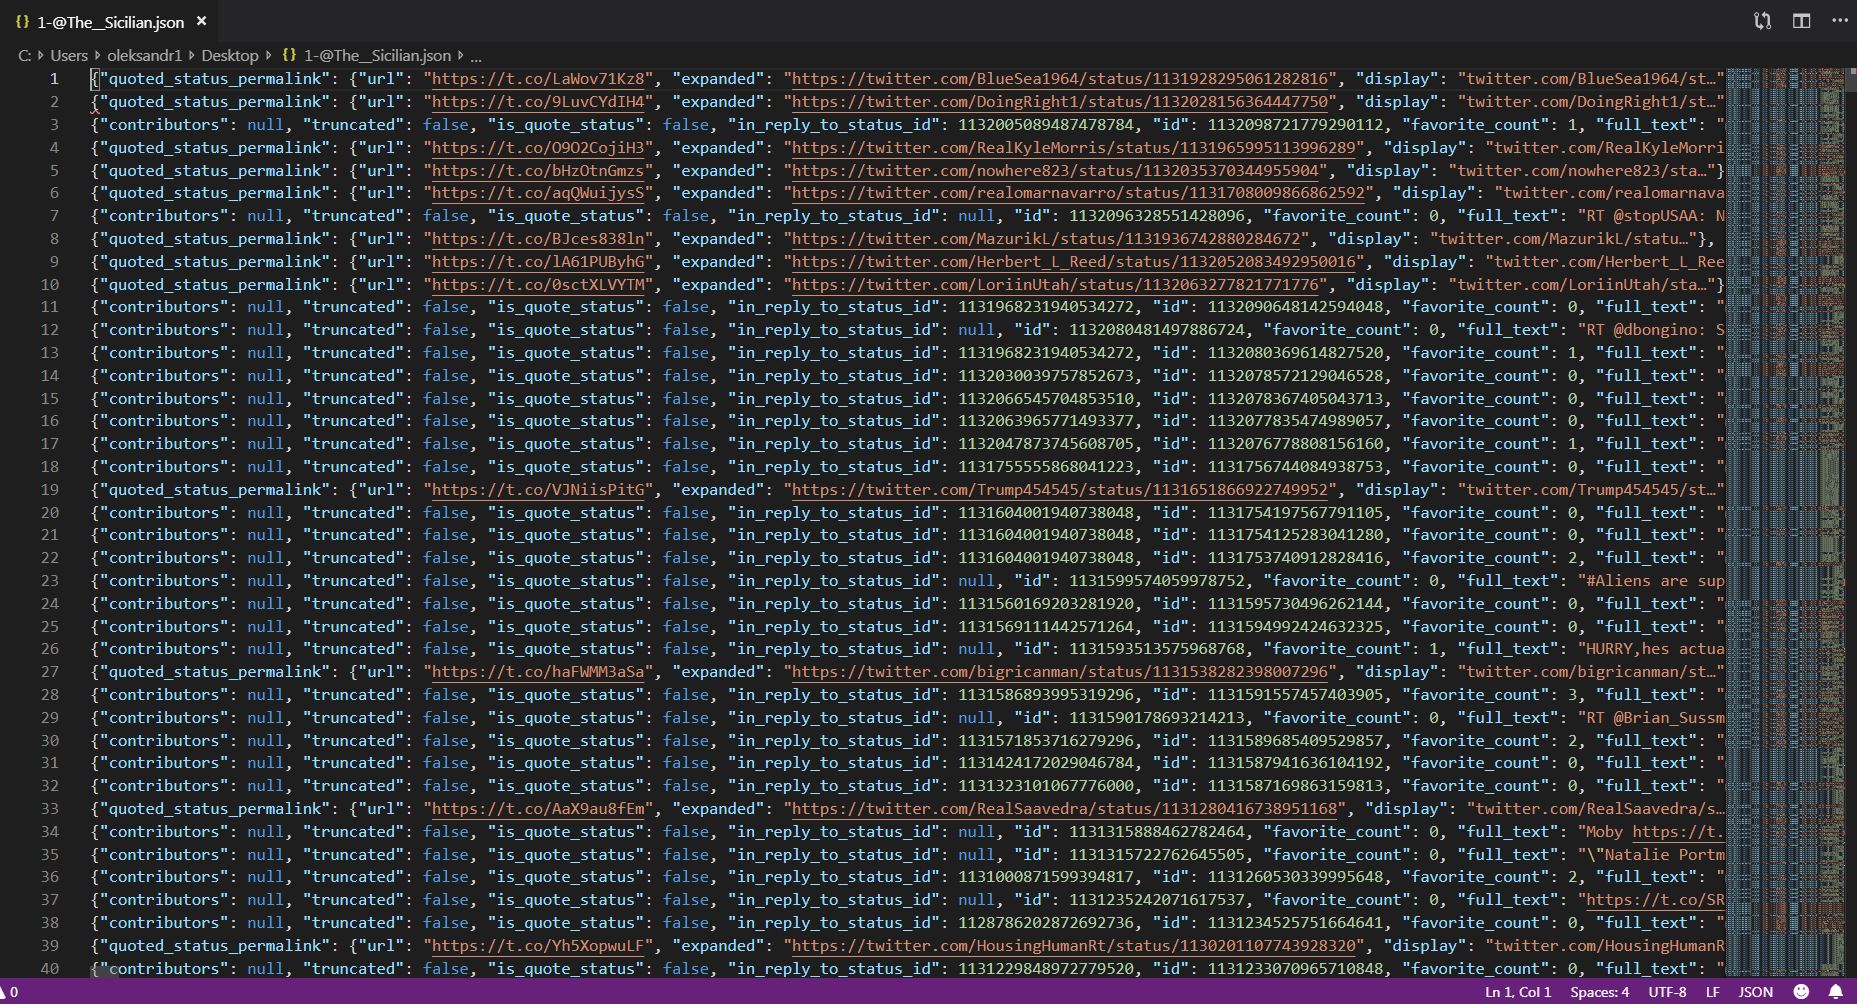 {} 1-@The__Sicilian.json ×
C: › Users › oleksandr1 › Desktop › {} 1-@The__Sicilian.json › ...
1 {"quoted_status_permalink": {"url": "https://t.co/LaWov71Kz8", "expanded": "https://twitter.com/BlueSea1964/status/1131928295061282816", "display": "twitter.com/BlueSea1964/st…"
2 {"quoted_status_permalink": {"url": "https://t.co/9LuvCYdIH4", "expanded": "https://twitter.com/DoingRight1/status/1132028156364447750", "display": "twitter.com/DoingRight1/st…"
3 {"contributors": null, "truncated": false, "is_quote_status": false, "in_reply_to_status_id": 1132005089487478784, "id": 1132098721779290112, "favorite_count": 1, "full_text": "
4 {"quoted_status_permalink": {"url": "https://t.co/O9O2CojiH3", "expanded": "https://twitter.com/RealKyleMorris/status/1131965995113996289", "display": "twitter.com/RealKyleMorri
5 {"quoted_status_permalink": {"url": "https://t.co/bHzOtnGmzs", "expanded": "https://twitter.com/nowhere823/status/1132035370344955904", "display": "twitter.com/nowhere823/sta…"}
6 {"quoted_status_permalink": {"url": "https://t.co/aqQWuijysS", "expanded": "https://twitter.com/realomarnavarro/status/1131708009866862592", "display": "twitter.com/realomarnava
7 {"contributors": null, "truncated": false, "is_quote_status": false, "in_reply_to_status_id": null, "id": 1132096328551428096, "favorite_count": 0, "full_text": "RT @stopUSAA: N
8 {"quoted_status_permalink": {"url": "https://t.co/BJces838ln", "expanded": "https://twitter.com/MazurikL/status/1131936742880284672", "display": "twitter.com/MazurikL/statu…"},
9 {"quoted_status_permalink": {"url": "https://t.co/lA61PUByhG", "expanded": "https://twitter.com/Herbert_L_Reed/status/1132052083492950016", "display": "twitter.com/Herbert_L_Ree
10 {"quoted_status_permalink": {"url": "https://t.co/0sctXLVYTM", "expanded": "https://twitter.com/LoriinUtah/status/1132063277821771776", "display": "twitter.com/LoriinUtah/sta…"}
11 {"contributors": null, "truncated": false, "is_quote_status": false, "in_reply_to_status_id": 1131968231940534272, "id": 1132090648142594048, "favorite_count": 0, "full_text": "
12 {"contributors": null, "truncated": false, "is_quote_status": false, "in_reply_to_status_id": null, "id": 1132080481497886724, "favorite_count": 0, "full_text": "RT @dbongino: S
13 {"contributors": null, "truncated": false, "is_quote_status": false, "in_reply_to_status_id": 1131968231940534272, "id": 1132080369614827520, "favorite_count": 1, "full_text": "
14 {"contributors": null, "truncated": false, "is_quote_status": false, "in_reply_to_status_id": 1132030039757852673, "id": 1132078572129046528, "favorite_count": 0, "full_text": "
15 {"contributors": null, "truncated": false, "is_quote_status": false, "in_reply_to_status_id": 1132066545704853510, "id": 1132078367405043713, "favorite_count": 0, "full_text": "
16 {"contributors": null, "truncated": false, "is_quote_status": false, "in_reply_to_status_id": 1132063965771493377, "id": 1132077835474989057, "favorite_count": 0, "full_text": "
17 {"contributors": null, "truncated": false, "is_quote_status": false, "in_reply_to_status_id": 1132047873745608705, "id": 1132076778808156160, "favorite_count": 1, "full_text": "
18 {"contributors": null, "truncated": false, "is_quote_status": false, "in_reply_to_status_id": 1131755555868041223, "id": 1131756744084938753, "favorite_count": 0, "full_text": "
19 {"quoted_status_permalink": {"url": "https://t.co/VJNiisPitG", "expanded": "https://twitter.com/Trump454545/status/1131651866922749952", "display": "twitter.com/Trump454545/st…"
20 {"contributors": null, "truncated": false, "is_quote_status": false, "in_reply_to_status_id": 1131604001940738048, "id": 1131754197567791105, "favorite_count": 0, "full_text": "
21 {"contributors": null, "truncated": false, "is_quote_status": false, "in_reply_to_status_id": 1131604001940738048, "id": 1131754125283041280, "favorite_count": 0, "full_text": "
22 {"contributors": null, "truncated": false, "is_quote_status": false, "in_reply_to_status_id": 1131604001940738048, "id": 1131753740912828416, "favorite_count": 2, "full_text": "
23 {"contributors": null, "truncated": false, "is_quote_status": false, "in_reply_to_status_id": null, "id": 1131599574059978752, "favorite_count": 0, "full_text": "#Aliens are sup
24 {"contributors": null, "truncated": false, "is_quote_status": false, "in_reply_to_status_id": 1131560169203281920, "id": 1131595730496262144, "favorite_count": 0, "full_text": "
25 {"contributors": null, "truncated": false, "is_quote_status": false, "in_reply_to_status_id": 1131569111442571264, "id": 1131594992424632325, "favorite_count": 0, "full_text": "
26 {"contributors": null, "truncated": false, "is_quote_status": false, "in_reply_to_status_id": null, "id": 1131593513575968768, "favorite_count": 1, "full_text": "HURRY,hes actua
27 {"quoted_status_permalink": {"url": "https://t.co/haFWMM3aSa", "expanded": "https://twitter.com/bigricanman/status/1131538282398007296", "display": "twitter.com/bigricanman/st…"
28 {"contributors": null, "truncated": false, "is_quote_status": false, "in_reply_to_status_id": 1131586893995319296, "id": 1131591557457403905, "favorite_count": 3, "full_text": "
29 {"contributors": null, "truncated": false, "is_quote_status": false, "in_reply_to_status_id": null, "id": 1131590178693214213, "favorite_count": 0, "full_text": "RT @Brian_Sussm
30 {"contributors": null, "truncated": false, "is_quote_status": false, "in_reply_to_status_id": 1131571853716279296, "id": 1131589685409529857, "favorite_count": 2, "full_text": "
31 {"contributors": null, "truncated": false, "is_quote_status": false, "in_reply_to_status_id": 1131424172029046784, "id": 1131587941636104192, "favorite_count": 0, "full_text": "
32 {"contributors": null, "truncated": false, "is_quote_status": false, "in_reply_to_status_id": 1131323101067776000, "id": 1131587169863159813, "favorite_count": 0, "full_text": "
33 {"quoted_status_permalink": {"url": "https://t.co/AaX9au8fEm", "expanded": "https://twitter.com/RealSaavedra/status/1131280416738951168", "display": "twitter.com/RealSaavedra/s…
34 {"contributors": null, "truncated": false, "is_quote_status": false, "in_reply_to_status_id": null, "id": 1131315888462782464, "favorite_count": 0, "full_text": "Moby https://t.
35 {"contributors": null, "truncated": false, "is_quote_status": false, "in_reply_to_status_id": null, "id": 1131315722762645505, "favorite_count": 0, "full_text": "\"Natalie Portm
36 {"contributors": null, "truncated": false, "is_quote_status": false, "in_reply_to_status_id": 1131000871599394817, "id": 1131260530339995648, "favorite_count": 2, "full_text": "
37 {"contributors": null, "truncated": false, "is_quote_status": false, "in_reply_to_status_id": null, "id": 1131235242071617537, "favorite_count": 0, "full_text": "https://t.co/SR
38 {"contributors": null, "truncated": false, "is_quote_status": false, "in_reply_to_status_id": 1128786202872692736, "id": 1131234525751664641, "favorite_count": 0, "full_text": "
39 {"quoted_status_permalink": {"url": "https://t.co/Yh5XopwuLF", "expanded": "https://twitter.com/HousingHumanRt/status/1130201107743928320", "display": "twitter.com/HousingHumanR
40 {"contributors": null, "truncated": false, "is_quote_status": false, "in_reply_to_status_id": 1131229848972779520, "id": 1131233070965710848, "favorite_count": 0, "full_text": "
0 Ln 1, Col 1 Spaces: 4 UTF-8 LF JSON